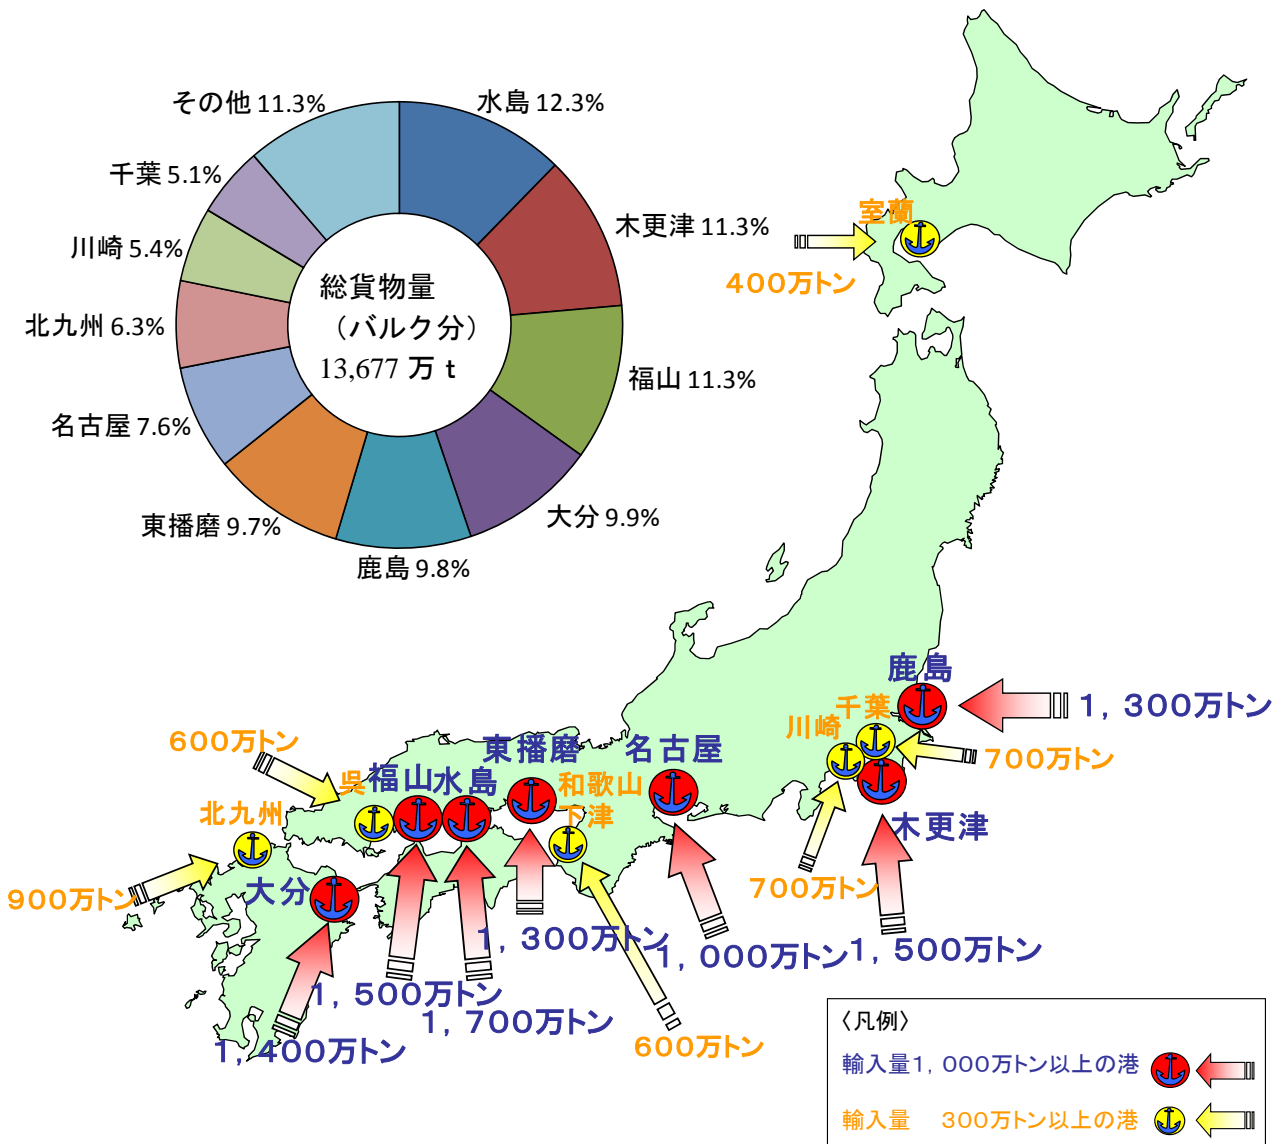 その他 11.3%
水島 12.3%
千葉 5.1%
木更津 11.3%
川崎 5.4%
北九州 6.3%
福山 11.3%
名古屋 7.6%
大分 9.9%
東播磨 9.7%
鹿島 9.8%
総貨物量
（バルク分）
13,677 万 t
室蘭
400万トン
鹿島
1，300万トン
千葉
700万トン
川崎
700万トン
木更津
1，500万トン
名古屋
1，000万トン
東播磨
1，300万トン
和歌山
下津
600万トン
水島
1，700万トン
福山
1，500万トン
呉
600万トン
北九州
900万トン
大分
1，400万トン
〈凡例〉
輸入量1，000万トン以上の港
輸入量　300万トン以上の港